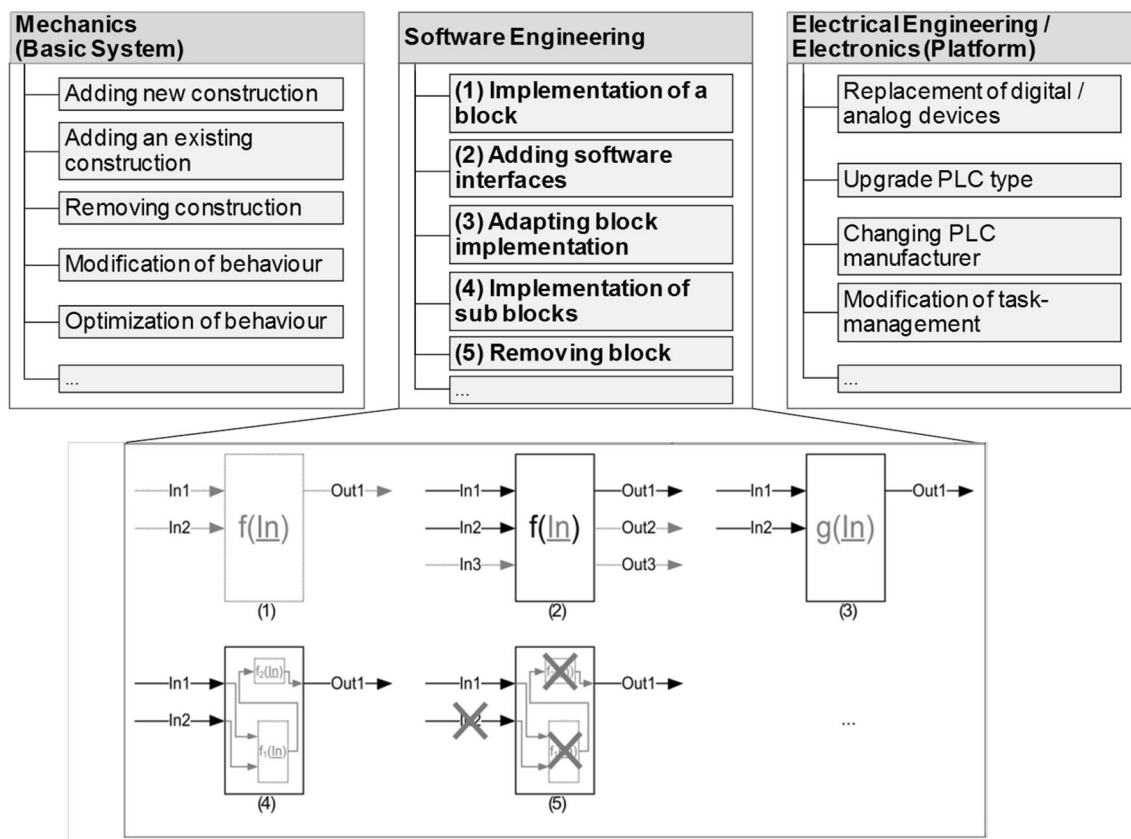 Mechanics
(Basic System)
Adding new construction
Adding an existing
construction
Removing construction
Modification of behaviour
Optimization of behaviour
...
Software Engineering
(1) Implementation of a
block
(2) Adding software
interfaces
(3) Adapting block
implementation
(4) Implementation of
sub blocks
(5) Removing block
...
Electrical Engineering /
Electronics (Platform)
Replacement of digital /
analog devices
Upgrade PLC type
Changing PLC
manufacturer
Modification of task-
management
...
In1
In2
f(In)
Out1
(1)
In1
In2
In3
f(In)
Out1
Out2
Out3
(2)
In1
In2
g(In)
Out1
(3)
In1
In2
f2(In)
f1(In)
Out1
(4)
In1
Out1
(5)
...